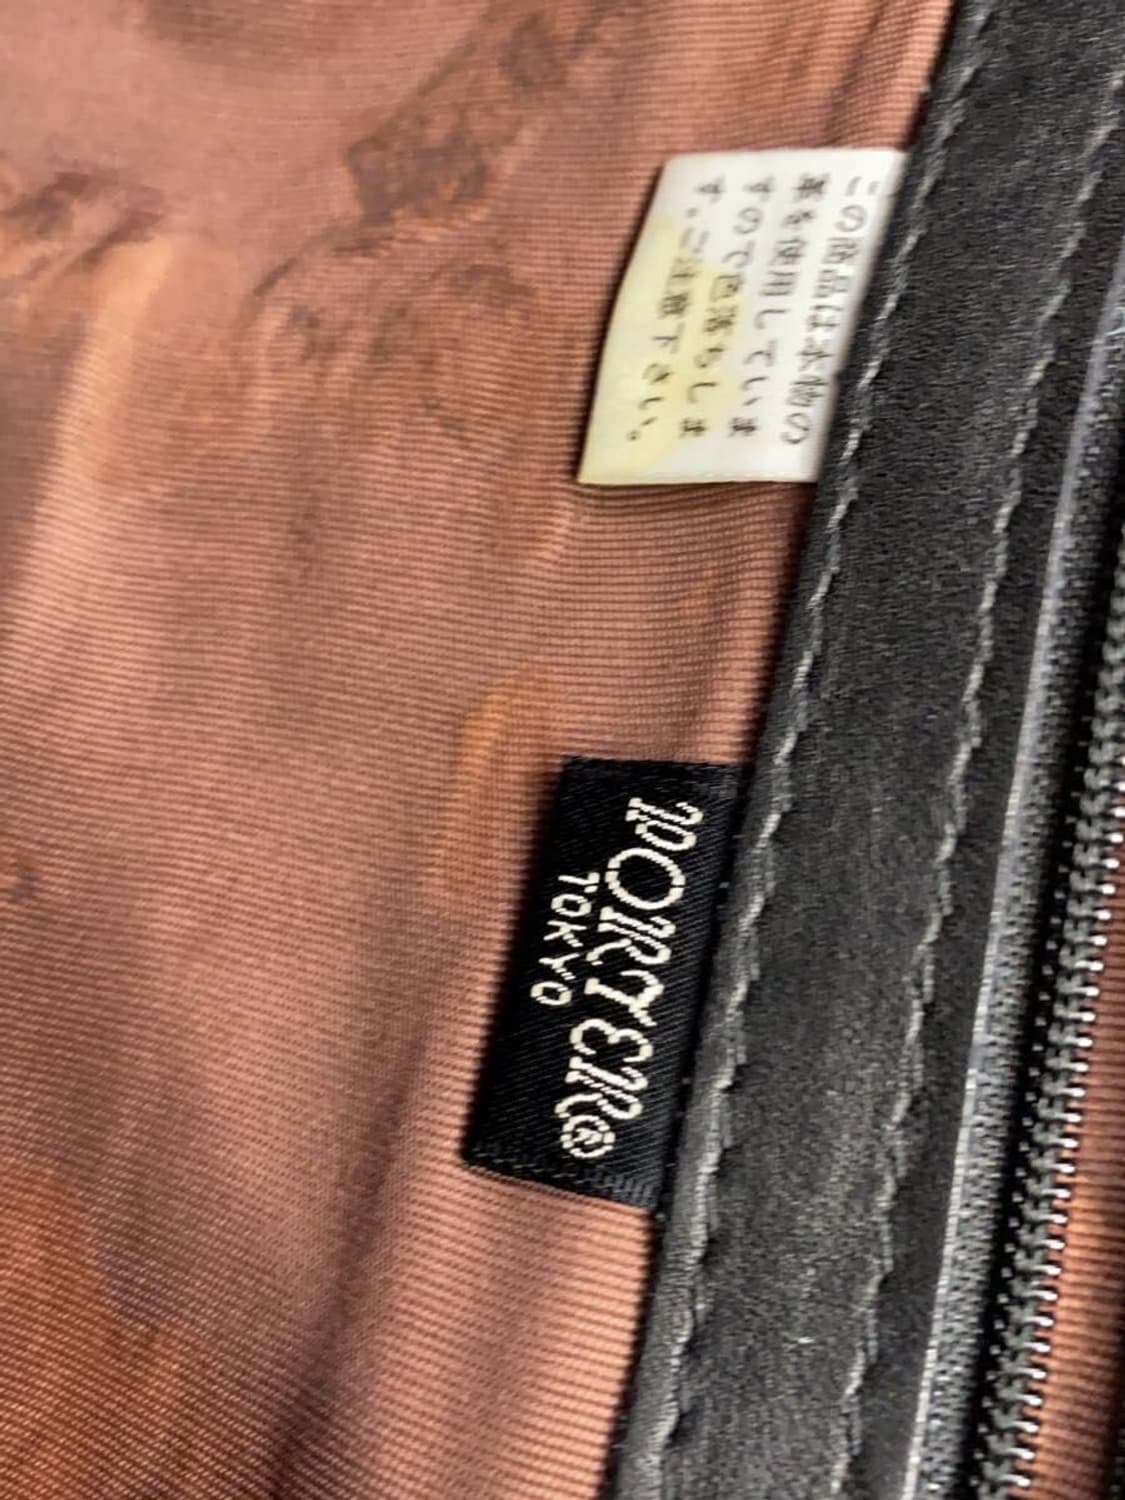 この商品は本物の
革を使用していま
すので色落ちしま
す。ご注意下さい。
PORTER®
TOKYO